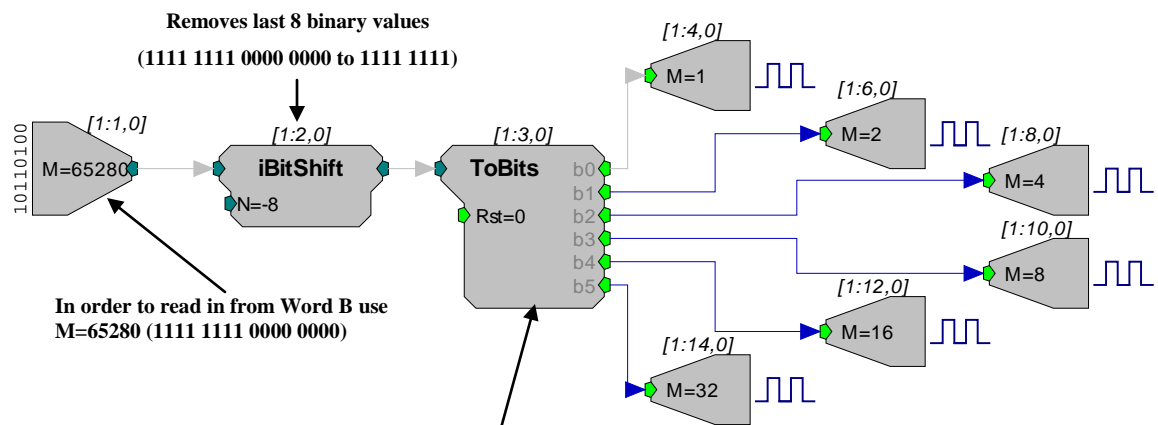 Removes last 8 binary values
(1111 1111 0000 0000 to 1111 1111)
[1:4,0]
M=1
[1:6,0]
M=2
[1:1,0]
[1:2,0]
[1:3,0]
[1:8,0]
10110100
M=65280
iBitShift
N=-8
ToBits
Rst=0
b0
b1
b2
b3
b4
b5
M=4
[1:10,0]
M=8
In order to read in from Word B use
M=65280 (1111 1111 0000 0000)
[1:12,0]
M=16
[1:14,0]
M=32